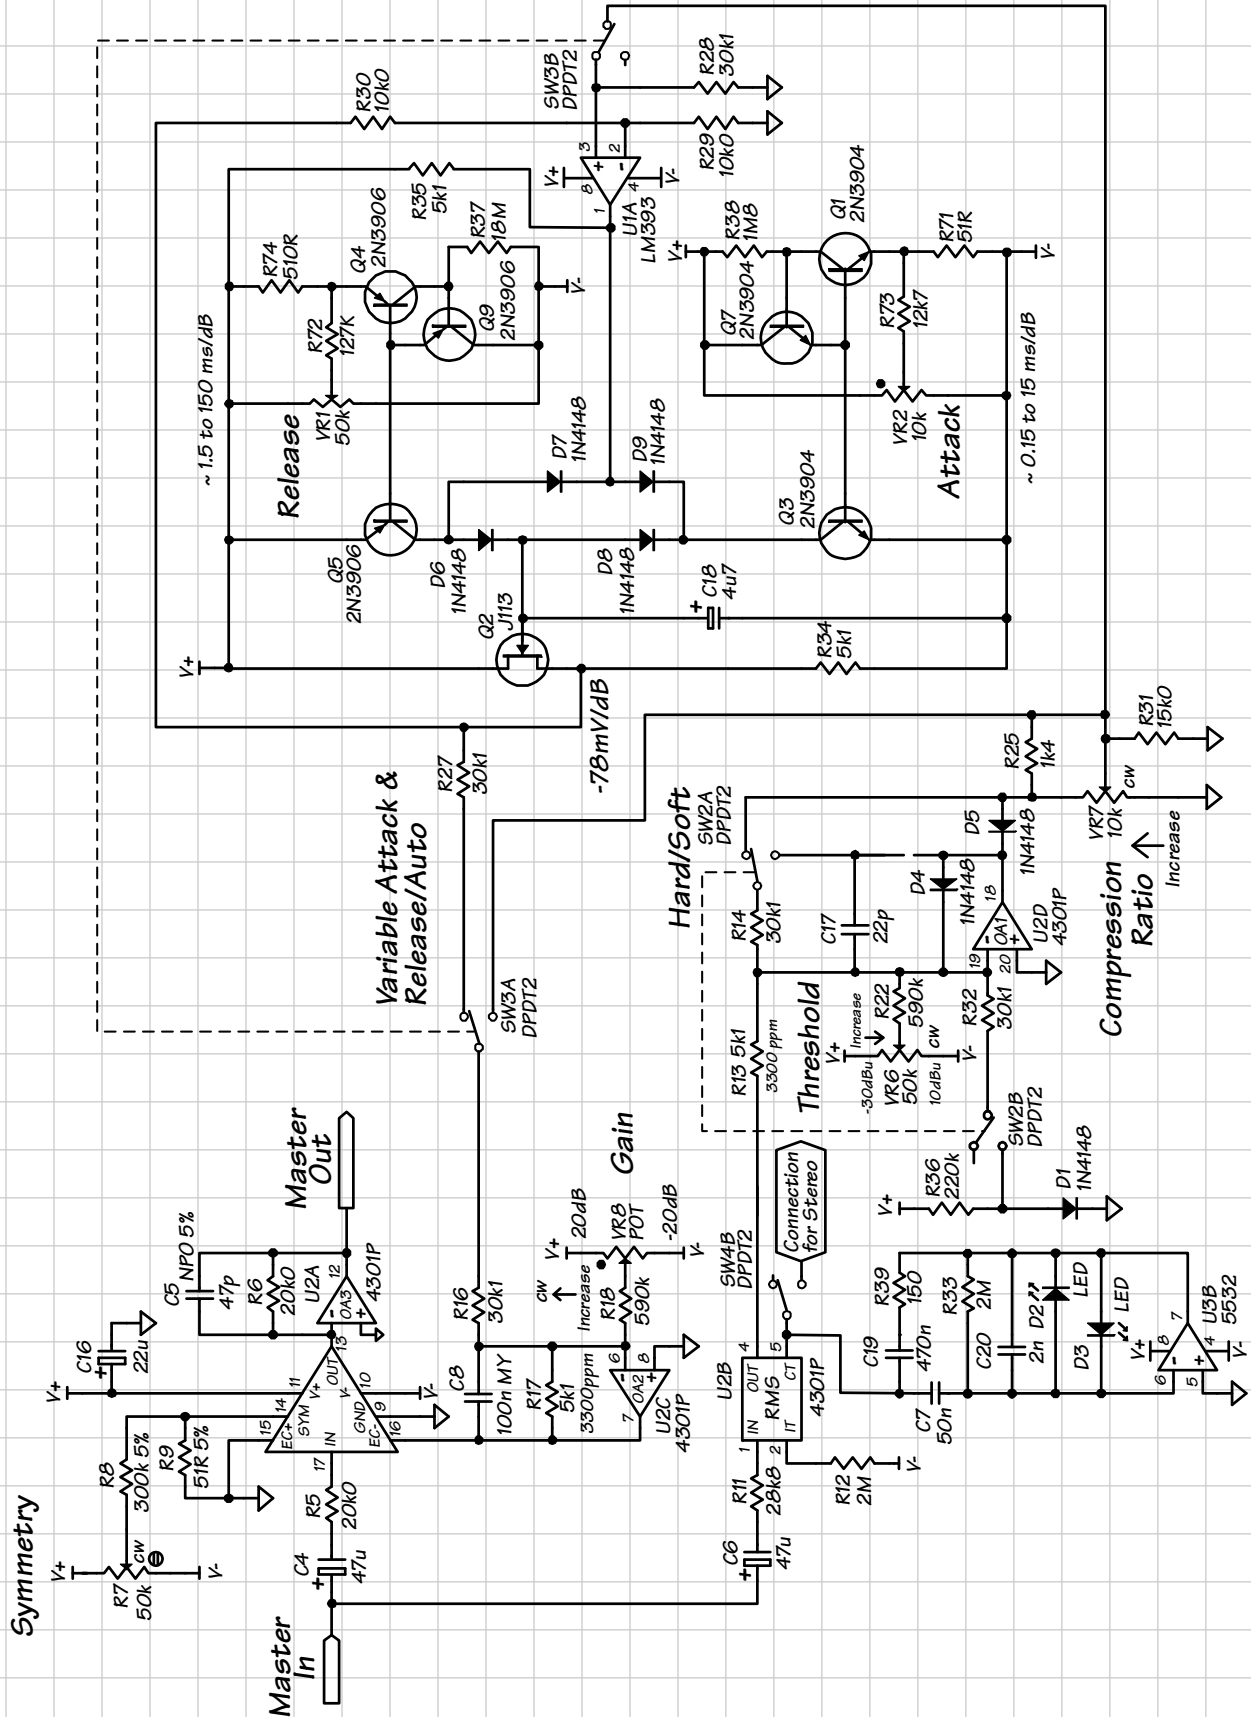 Symmetry
V+
R7
50k
cw
V-
R8
300k 5%
R9
51R 5%
Master
In
C4
47u
R5
20k0
V+
C16
22u
15
14
11
EC+
SYM
V+
17
IN
OUT
13
V-
10
V-
GND
9
EC-
16
C5
NPO 5%
47p
R6
20k0
U2A
12
OA3
4301P
Master
Out
C8
100n MY
R17
5k1
3300ppm
R16
30k1
V+
20dB
VR8
POT
-20dB
V-
cw
Increase
R18
590k
Gain
6
8
OA2
7
U2C
4301P
C6
47u
R11
28k8
1
2
IN
IT
RMS
OUT
CT
4
5
U2B
4301P
R12
2M
V-
SW4B
DPDT2
Connection
for Stereo
C19
470n
R39
150
C7
50n
R33
2M
C20
2n
D2
LED
D3
LED
V+
8
7
6
5
4
V-
U3B
5532
V+
R36
220k
D1
1N4148
SW2B
DPDT2
R13 5k1
3300 ppm
Threshold
V+
Increase
-30dBu
VR6
50k
10dBu
cw
V-
R22
590k
R32
30k1
Hard/Soft
SW2A
DPDT2
R14
30k1
C17
22p
D4
1N4148
19
20
OA1
18
U2D
4301P
D5
1N4148
R25
1k4
R31
15k0
VR7
10k
cw
Increase
Compression
Ratio
Variable Attack &
Release/Auto
SW3A
DPDT2
R27
30k1
-78mV/dB
V+
Q2
J113
R34
5k1
C18
4u7
Q5
2N3906
D6
1N4148
D8
1N4148
D7
1N4148
D9
1N4148
Q3
2N3904
Release
~ 1.5 to 150 ms/dB
VR1
50k
R72
127K
R74
510R
Q4
2N3906
Q9
2N3906
R37
18M
V-
R35
5k1
R30
10k0
SW3B
DPDT2
V+
3
2
8
4
1
V-
U1A
LM393
R28
30k1
R29
10k0
V+
R38
1M8
Q7
2N3904
Q1
2N3904
R71
51R
V-
R73
12k7
VR2
10k
Attack
~ 0.15 to 15 ms/dB